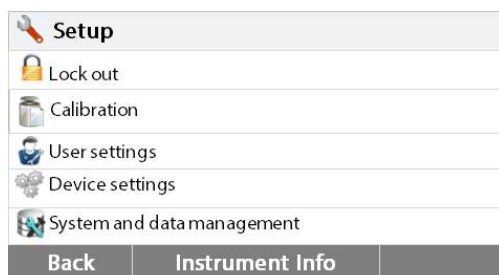 Setup
Lock out
Calibration
User settings
Device settings
System and data management
Back Instrument Info